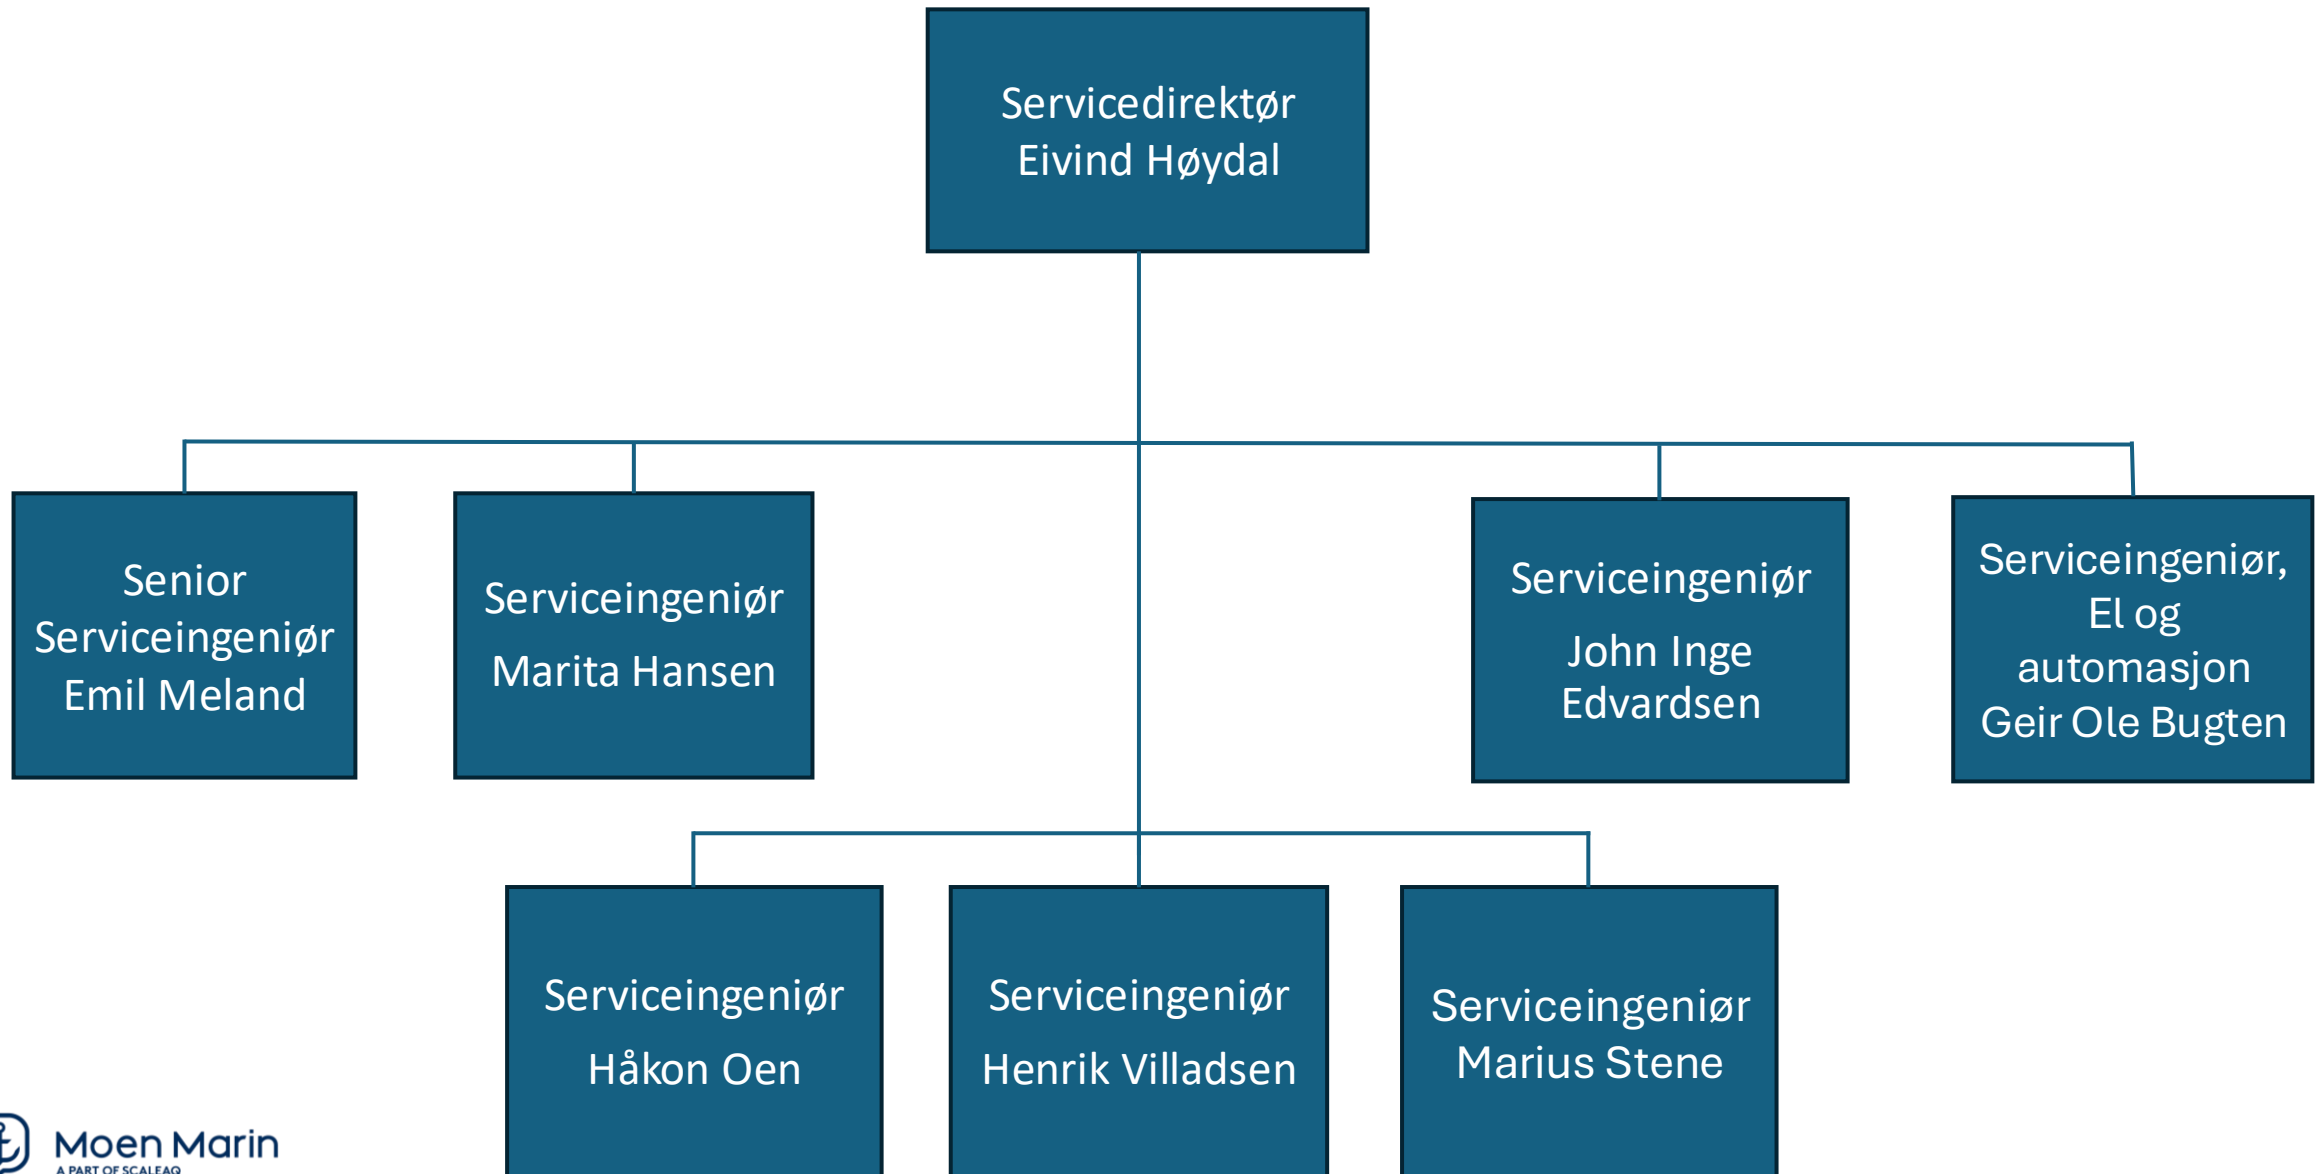 Servicedirektør
Eivind Høydal
Senior
Serviceingeniør
Emil Meland
Serviceingeniør
Marita Hansen
Serviceingeniør
John Inge
Edvardsen
Serviceingeniør,
El og
automasjon
Geir Ole Bugten
Serviceingeniør
Håkon Oen
Serviceingeniør
Henrik Villadsen
Serviceingeniør
Marius Stene
Moen Marin
A PART OF SCALEAQ